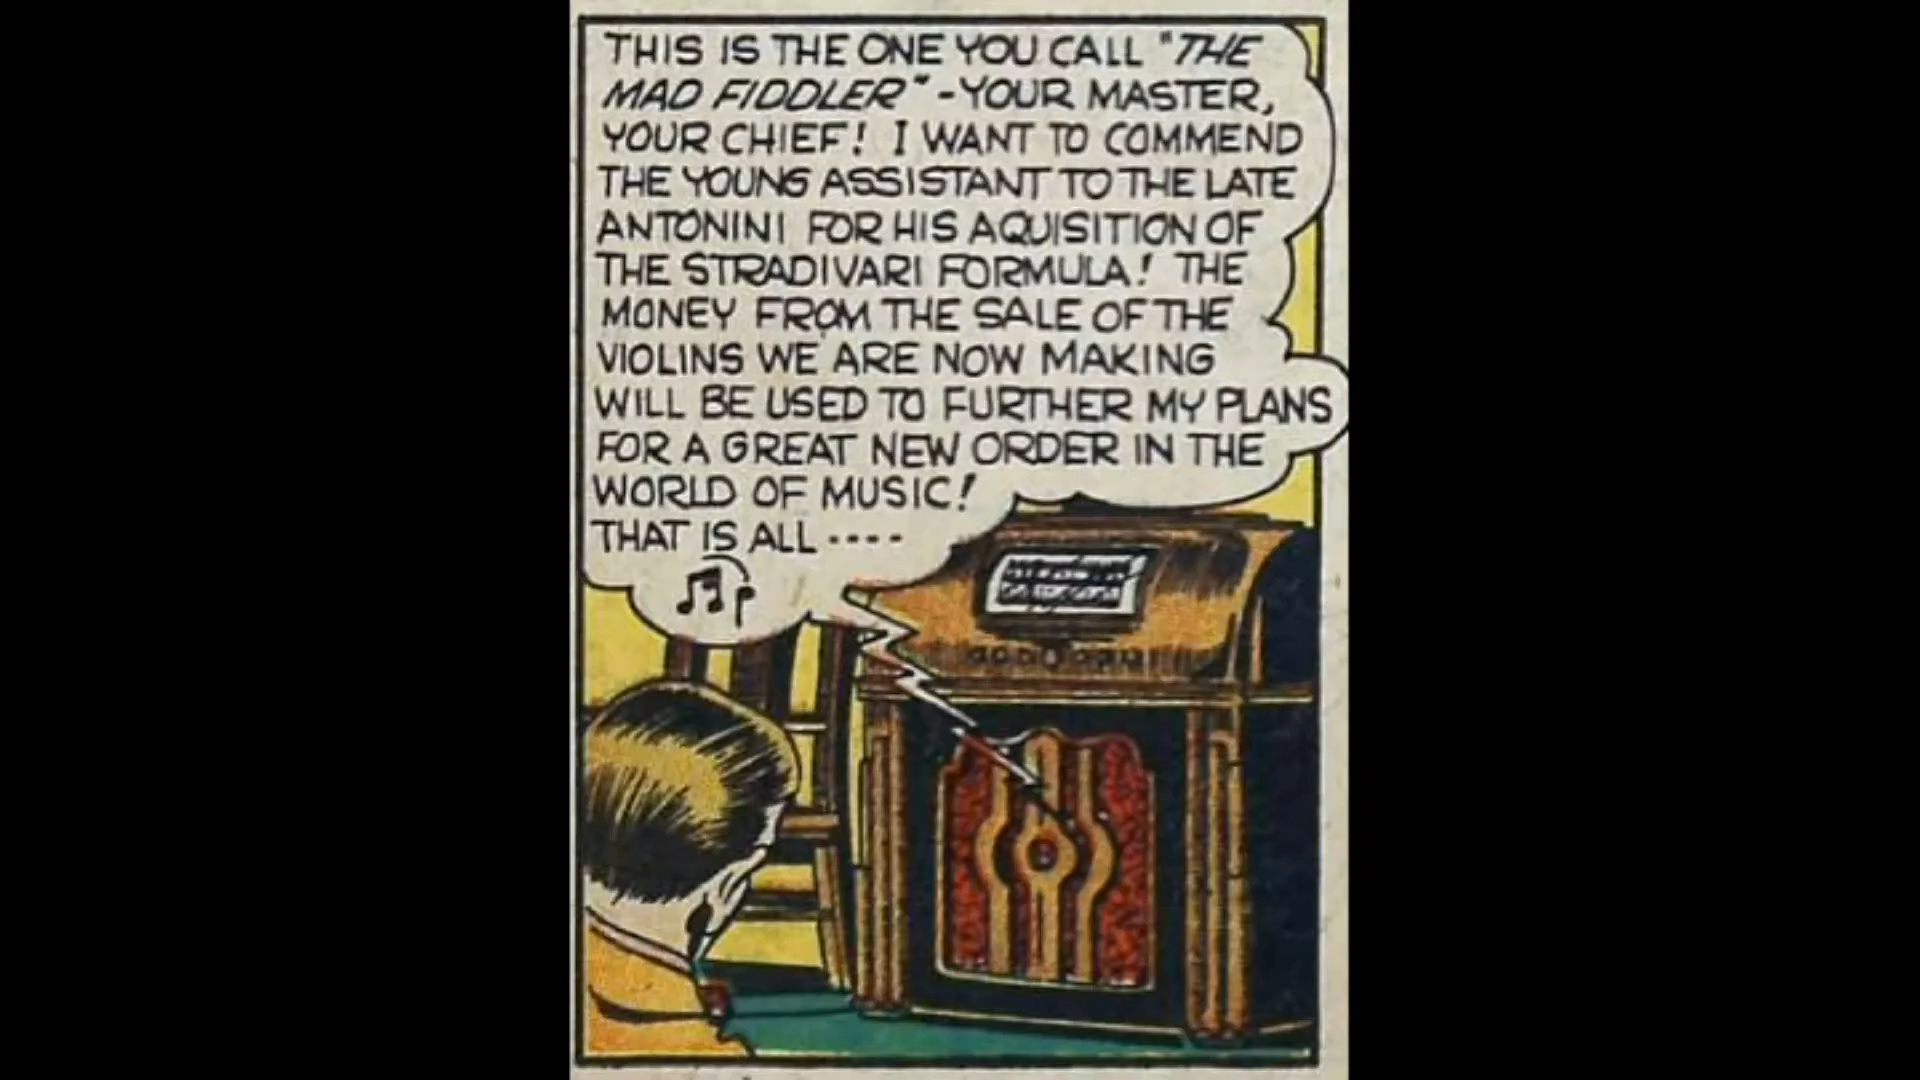 THIS IS THE ONE YOU CALL "THE
MAD FIDDLER" - YOUR MASTER,
YOUR CHIEF! I WANT TO COMMEND
THE YOUNG ASSISTANT TO THE LATE
ANTONINI FOR HIS AQUISITION OF
THE STRADIVARI FORMULA! THE
MONEY FROM THE SALE OF THE
VIOLINS WE ARE NOW MAKING
WILL BE USED TO FURTHER MY PLANS
FOR A GREAT NEW ORDER IN THE
WORLD OF MUSIC!
THAT IS ALL ----